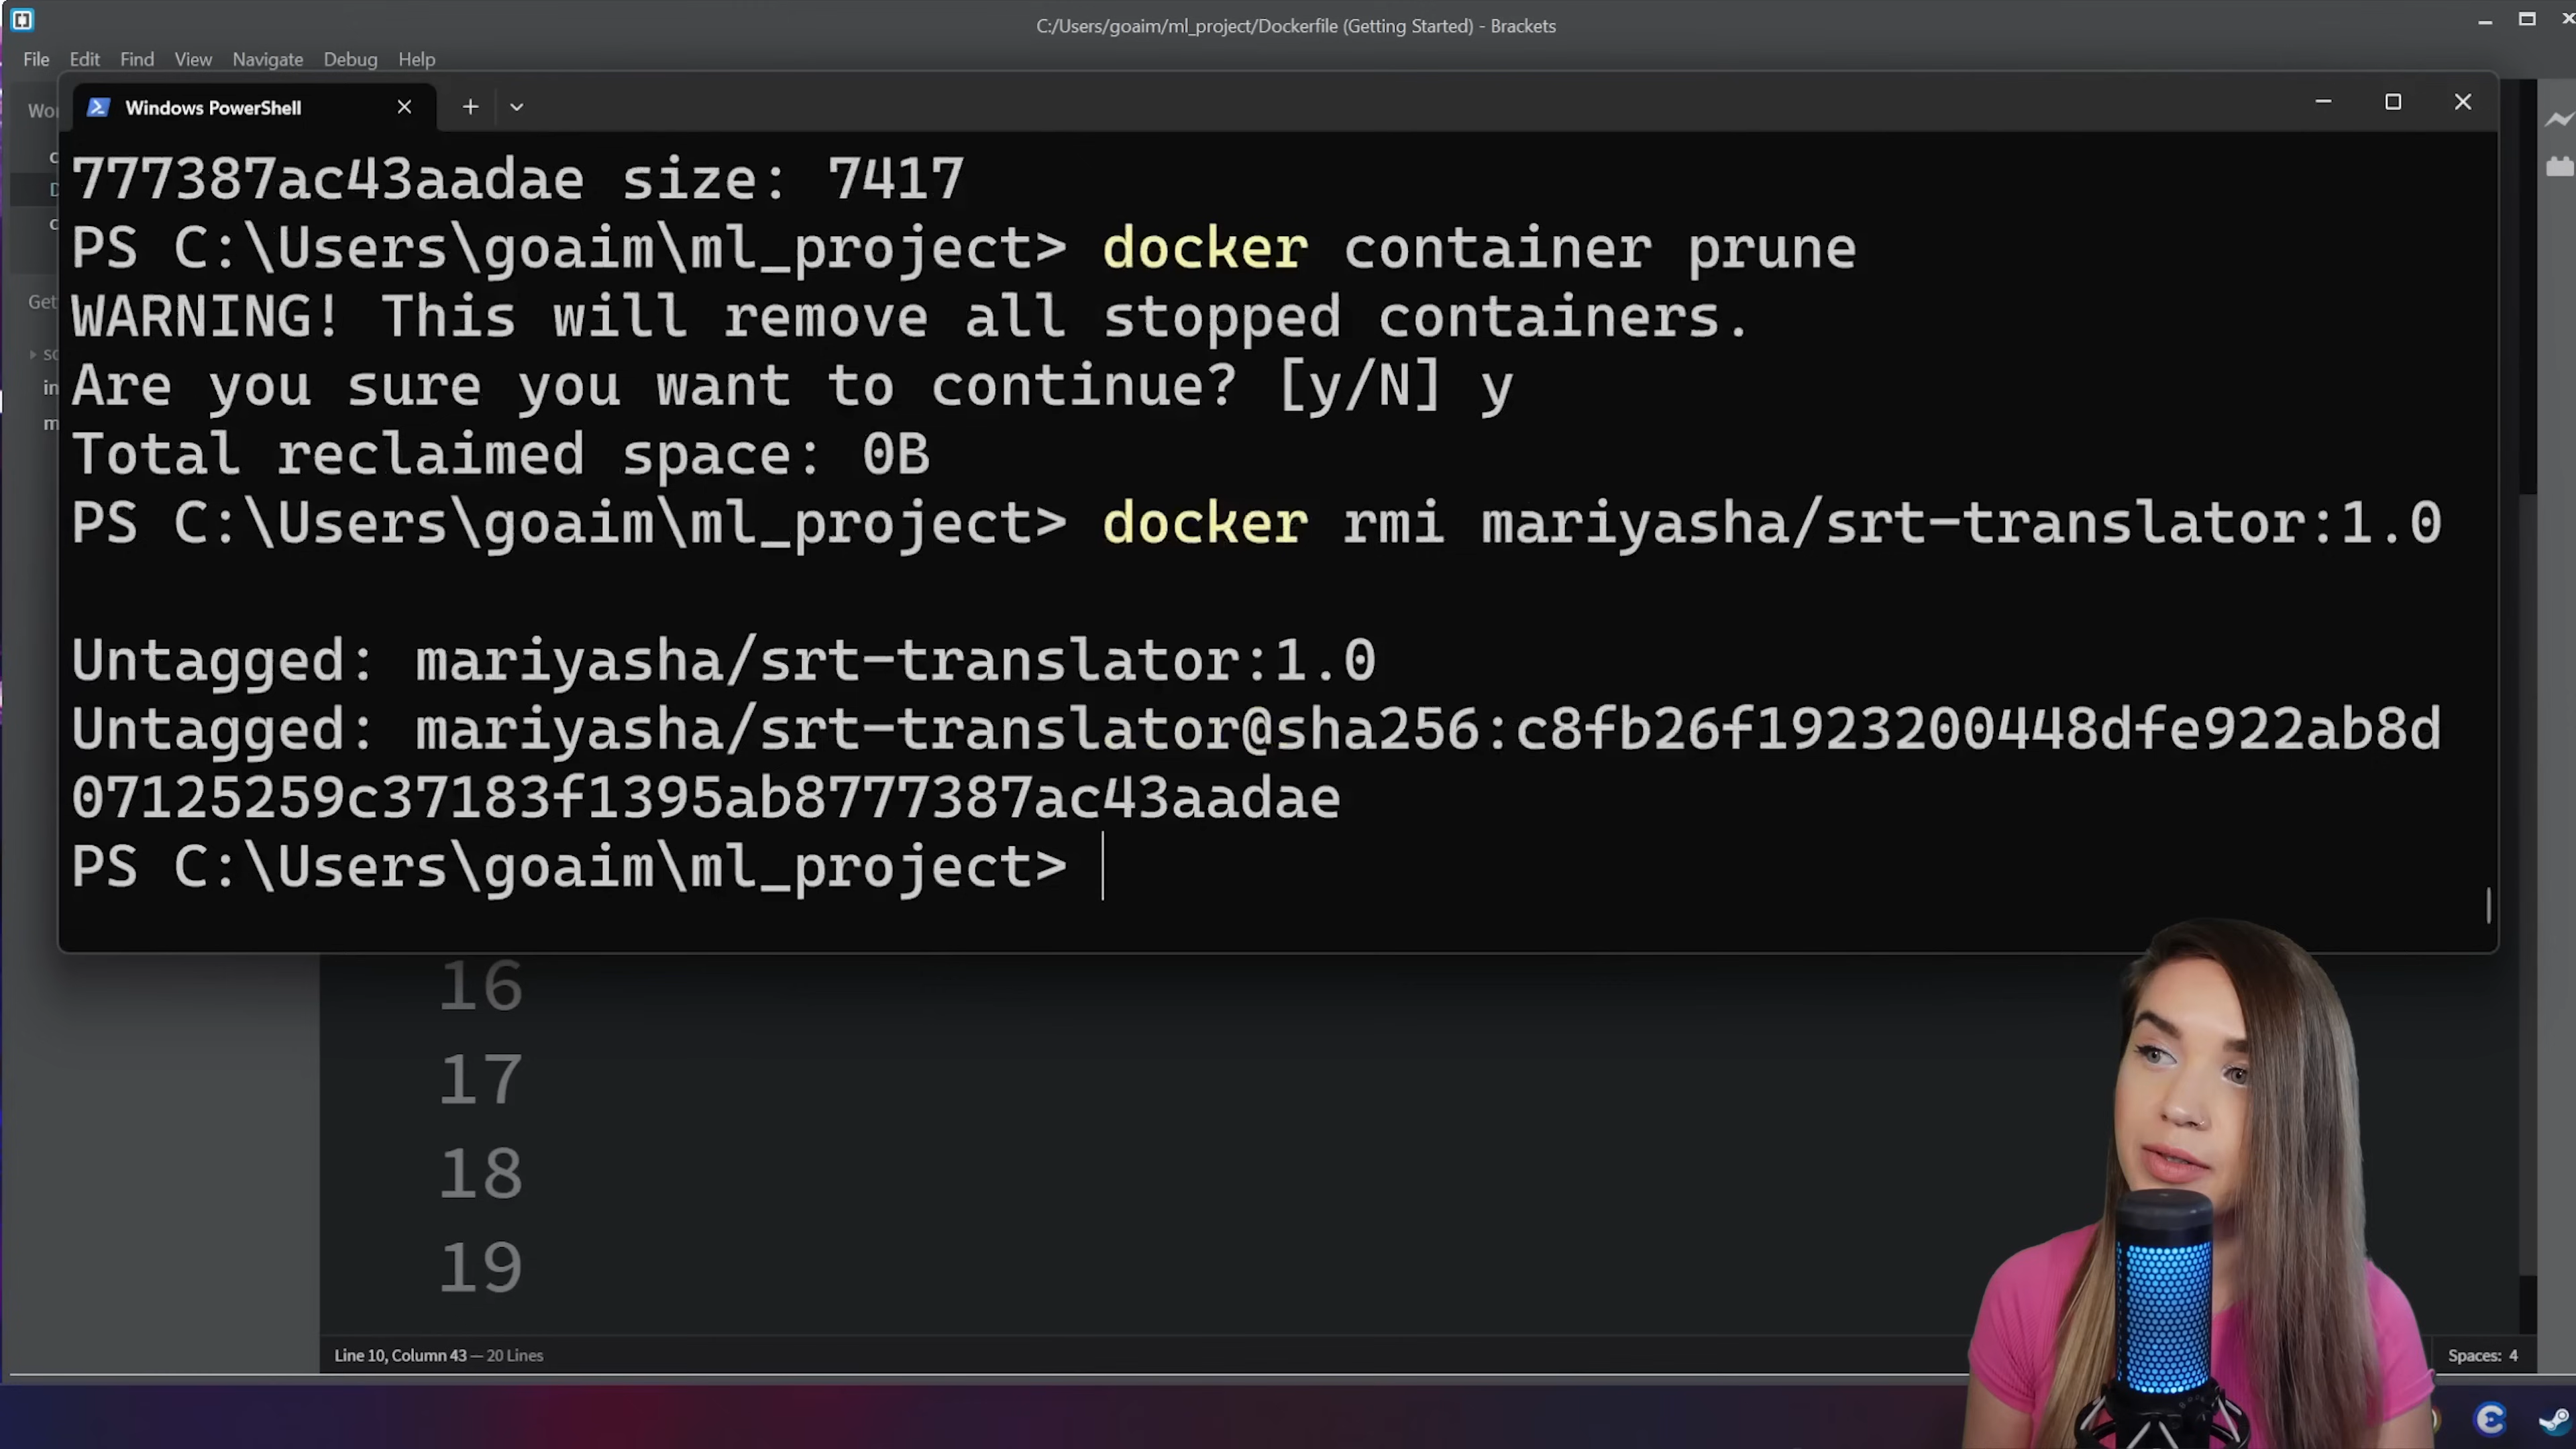 C:/Users/goaim/ml_project/Dockerfile (Getting Started) - Brackets
File Edit Find View Navigate Debug Help
Windows PowerShell
777387ac43aadae size: 7417
PS C:\Users\goaim\ml_project> docker container prune
WARNING! This will remove all stopped containers.
Are you sure you want to continue? [y/N] y
Total reclaimed space: 0B
PS C:\Users\goaim\ml_project> docker rmi mariyasha/srt-translator:1.0
Untagged: mariyasha/srt-translator:1.0
Untagged: mariyasha/srt-translator@sha256:c8fb26f1923200448dfe922ab8d
07125259c37183f1395ab8777387ac43aadae
PS C:\Users\goaim\ml_project>
16
17
18
19
Line 10, Column 43 — 20 Lines
Spaces: 4